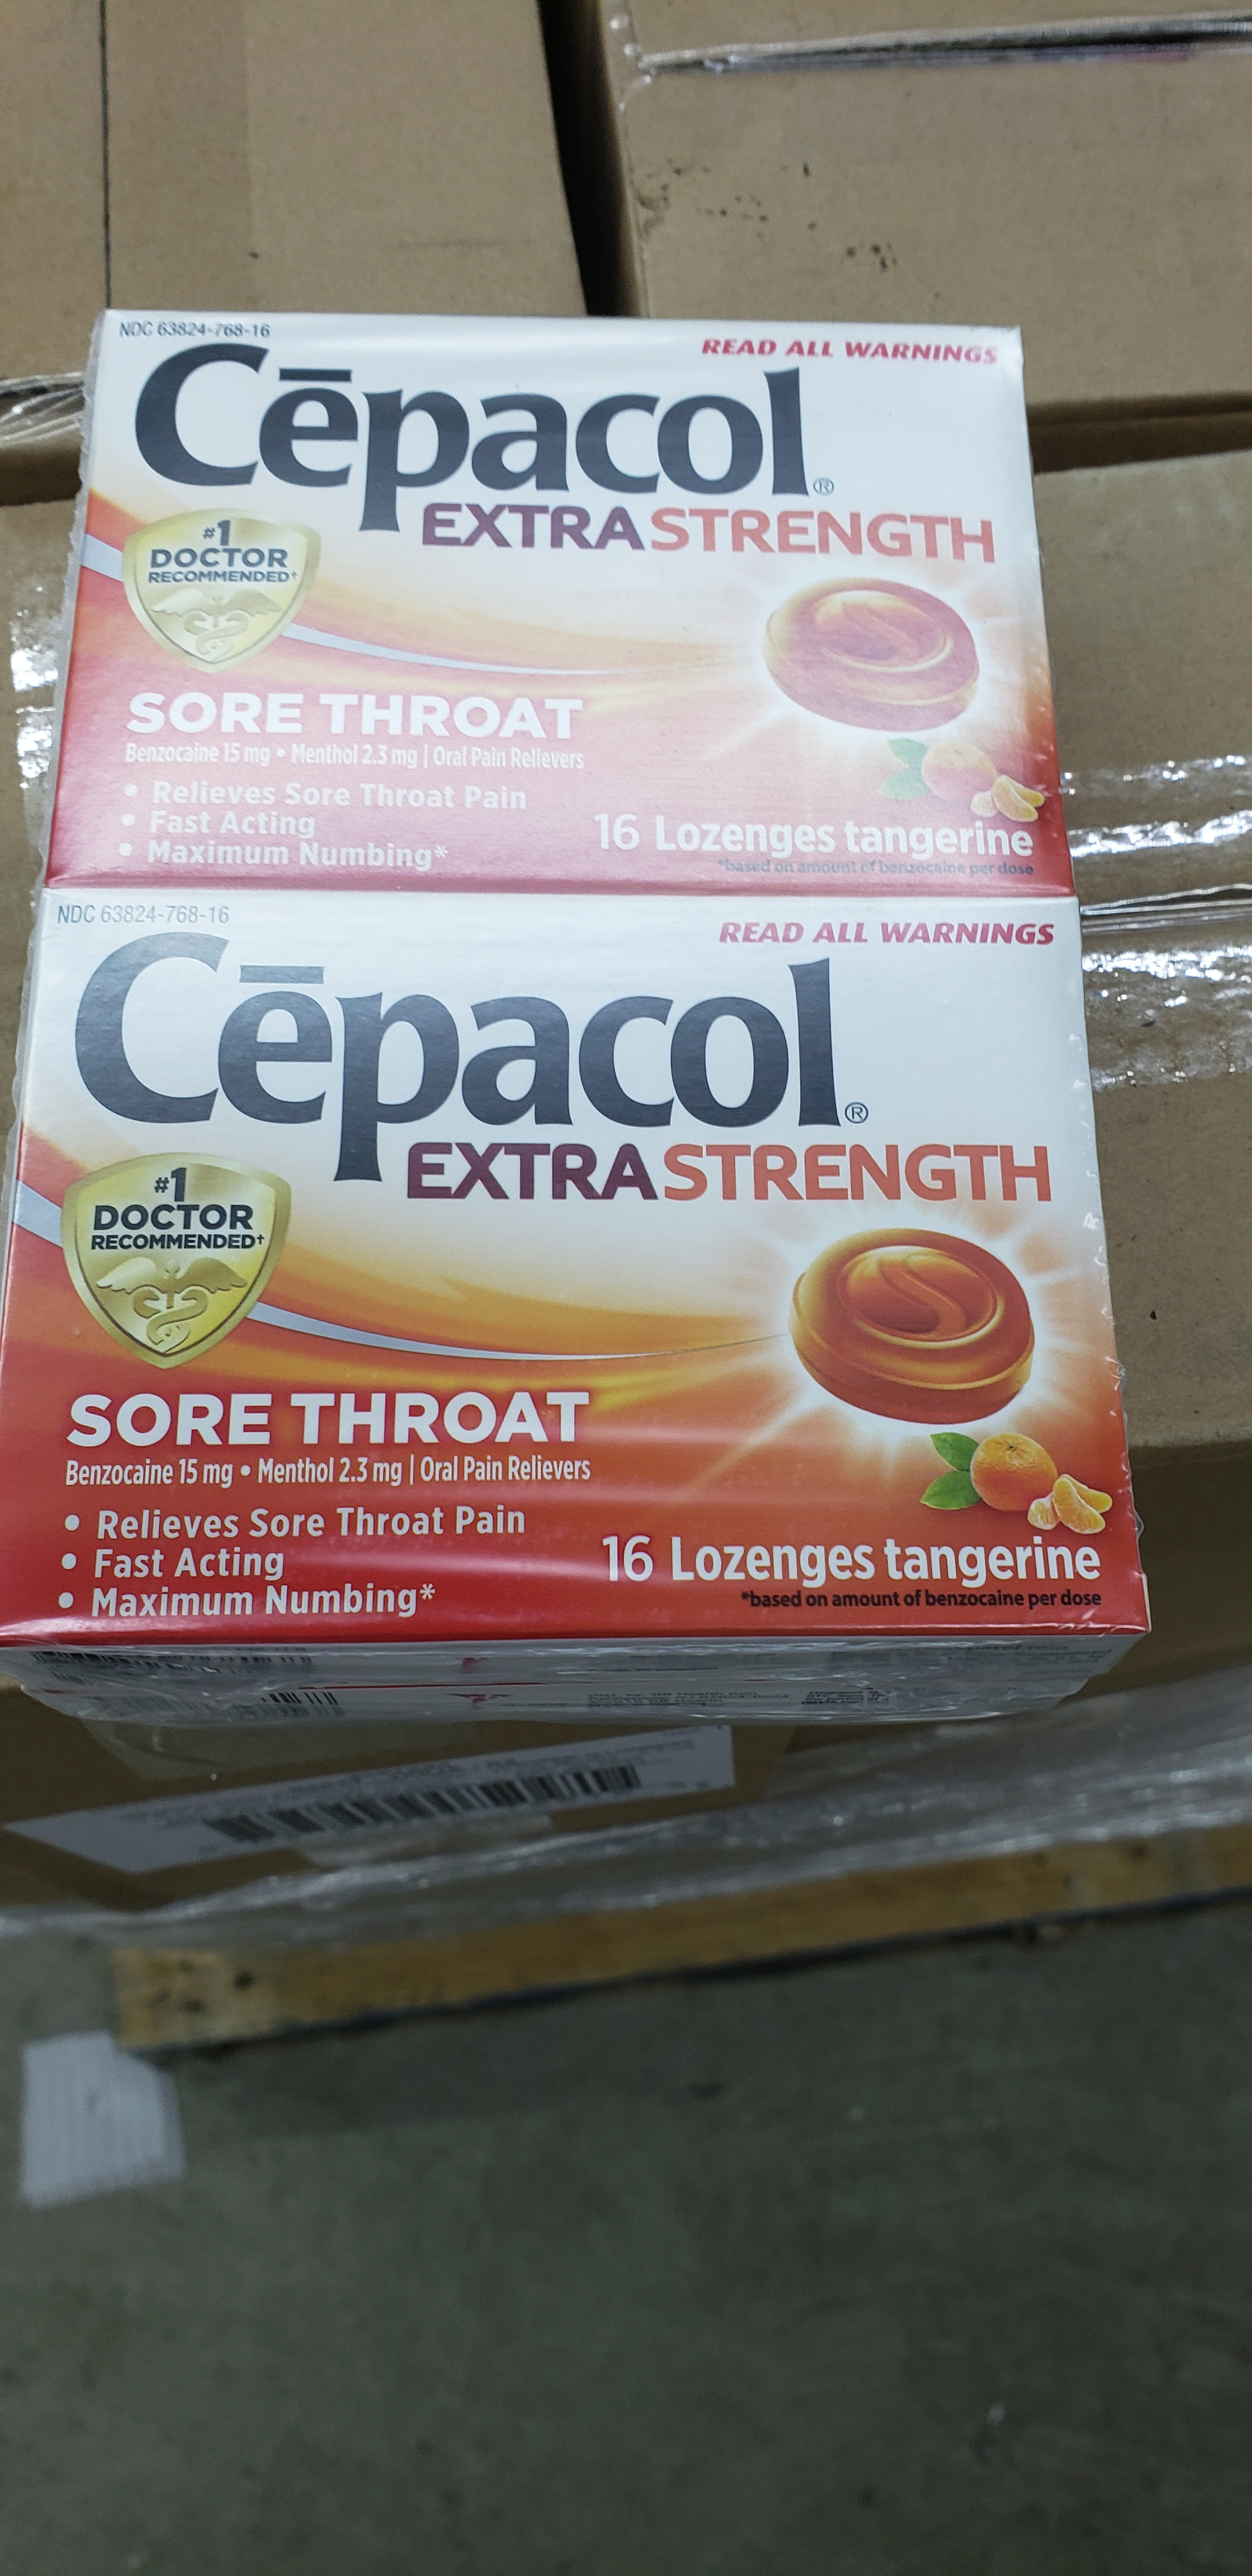 NDC 63824-768-16
READ ALL WARNINGS
Cēpacol®
EXTRA STRENGTH
#1
DOCTOR
RECOMMENDED†
SORE THROAT
Benzocaine 15 mg • Menthol 2.3 mg | Oral Pain Relievers
• Relieves Sore Throat Pain
• Fast Acting
• Maximum Numbing*
16 Lozenges tangerine
*based on amount of benzocaine per dose
NDC 63824-768-16
READ ALL WARNINGS
Cēpacol®
EXTRA STRENGTH
#1
DOCTOR
RECOMMENDED†
SORE THROAT
Benzocaine 15 mg • Menthol 2.3 mg | Oral Pain Relievers
• Relieves Sore Throat Pain
• Fast Acting
• Maximum Numbing*
16 Lozenges tangerine
*based on amount of benzocaine per dose